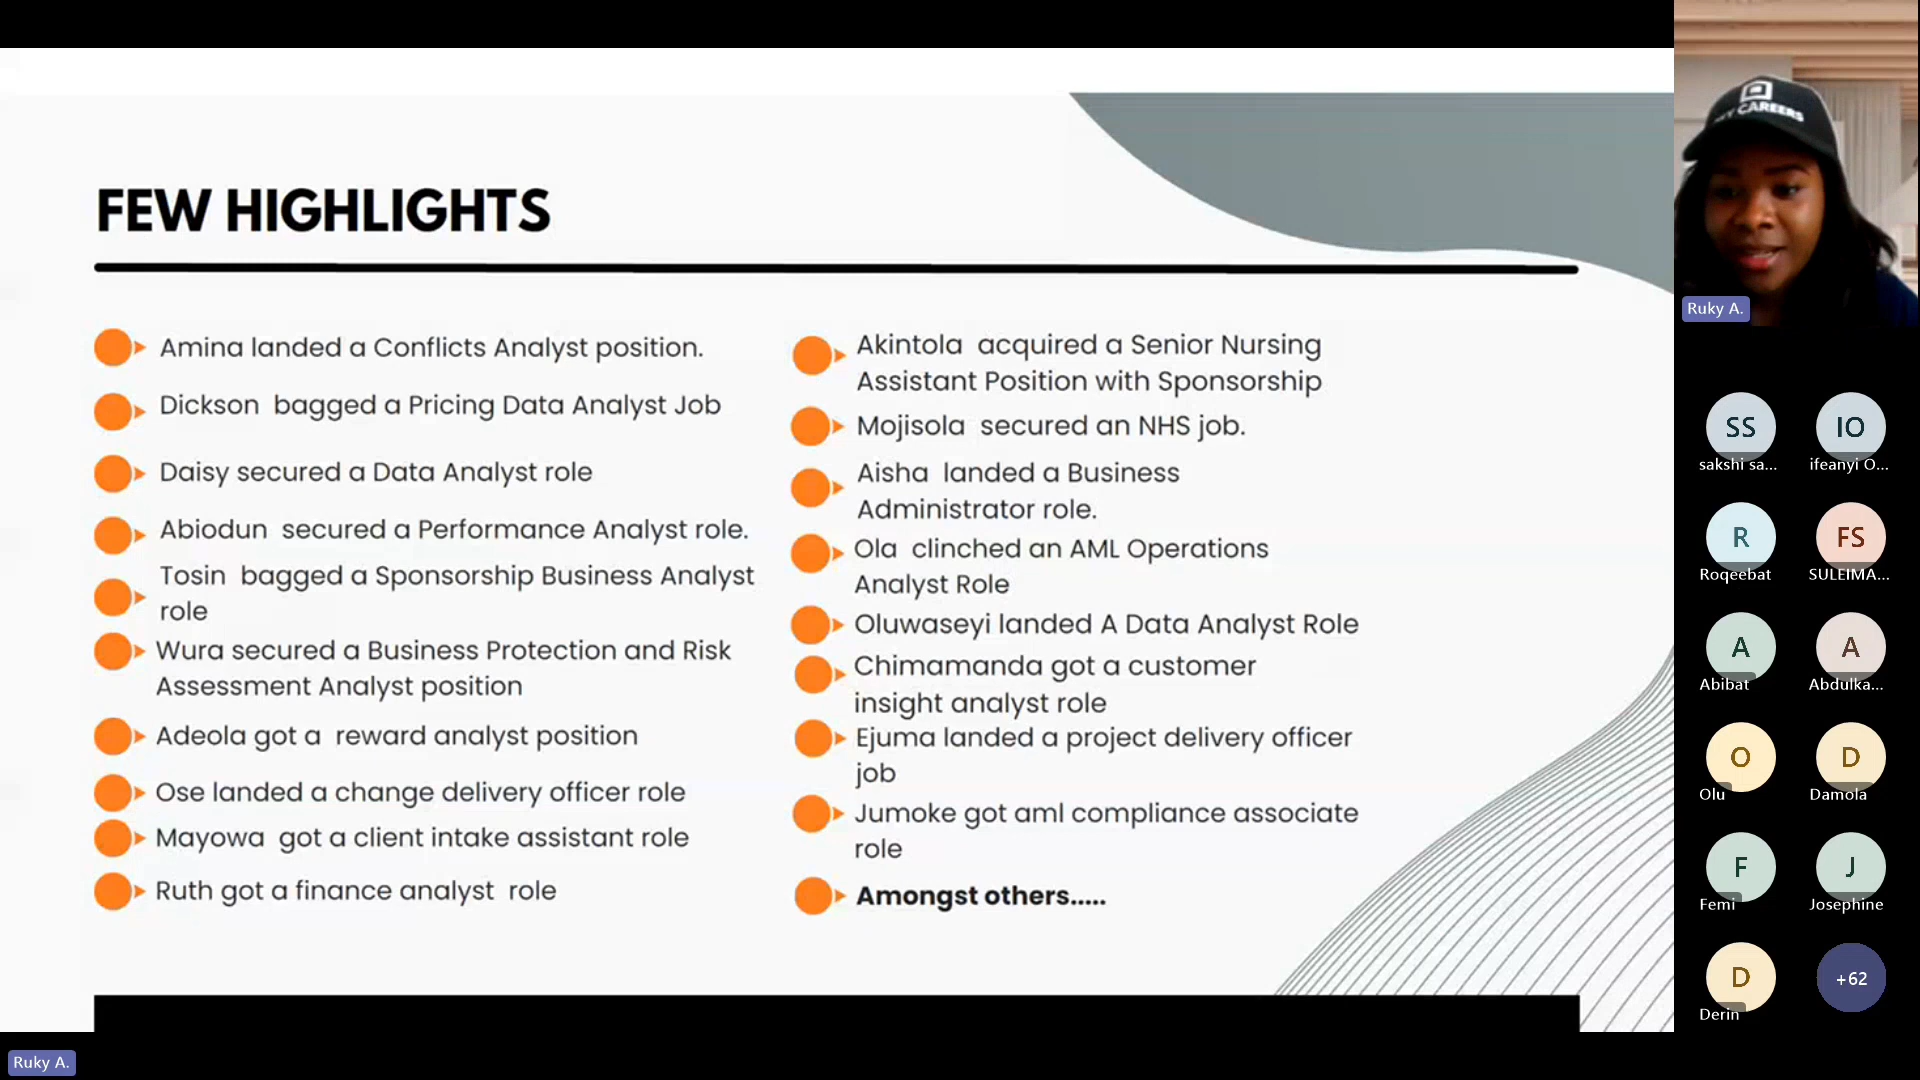 FEW HIGHLIGHTS
Amina landed a Conflicts Analyst position.
Dickson bagged a Pricing Data Analyst Job
Daisy secured a Data Analyst role
Abiodun secured a Performance Analyst role.
Tosin bagged a Sponsorship Business Analyst
role
Wura secured a Business Protection and Risk
Assessment Analyst position
Adeola got a reward analyst position
Ose landed a change delivery officer role
Mayowa got a client intake assistant role
Ruth got a finance analyst role
Akintola acquired a Senior Nursing
Assistant Position with Sponsorship
Mojisola secured an NHS job.
Aisha landed a Business
Administrator role.
Ola clinched an AML Operations
Analyst Role
Oluwaseyi landed A Data Analyst Role
Chimamanda got a customer
insight analyst role
Ejuma landed a project delivery officer
job
Jumoke got aml compliance associate
role
Amongst others.....
CAREERS
Ruky A.
SS
sakshi sa...
IO
ifeanyi O...
R
Roqeebat
FS
SULEIMA...
A
Abibat
A
Abdulka...
O
Olu
D
Damola
F
Femi
J
Josephine
D
Derin
+62
Ruky A.